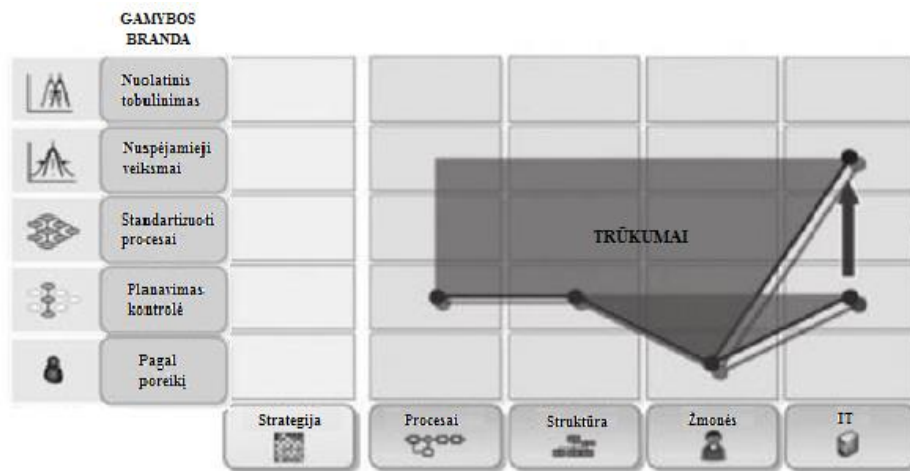 GAMYBOS
BRANDA
Nuolatinis
tobulinimas
Nuspėjamieji
veiksmai
Standartizuoti
procesai
TRŪKUMAI
Planavimas.
kontrolė
Pagal
poreikį
Strategija
Procesai
Struktūra
Žmonės
IT